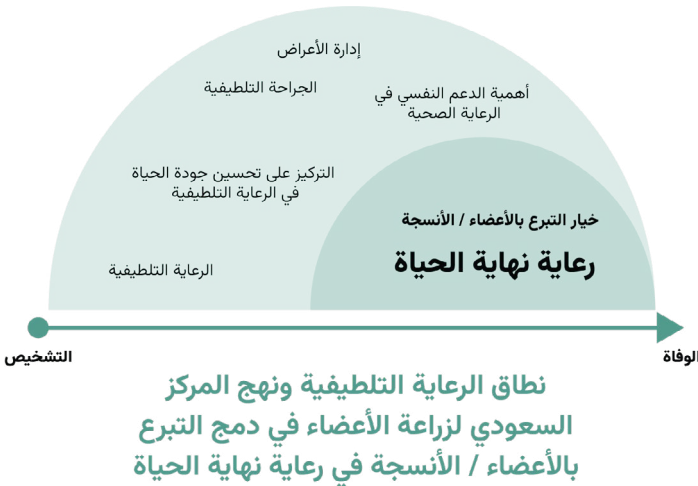 إدارة الأعراض
الجراحة التلطيفية
أهمية الدعم النفسي في
الرعاية الصحية
التركيز على تحسين جودة الحياة
في الرعاية التلطيفية
خيار التبرع بالأعضاء / الأنسجة
رعاية نهاية الحياة
الرعاية التلطيفية
التشخيص
الوفاة
نطاق الرعاية التلطيفية ونهج المركز
السعودي لزراعة الأعضاء في دمج التبرع
بالأعضاء / الأنسجة في رعاية نهاية الحياة